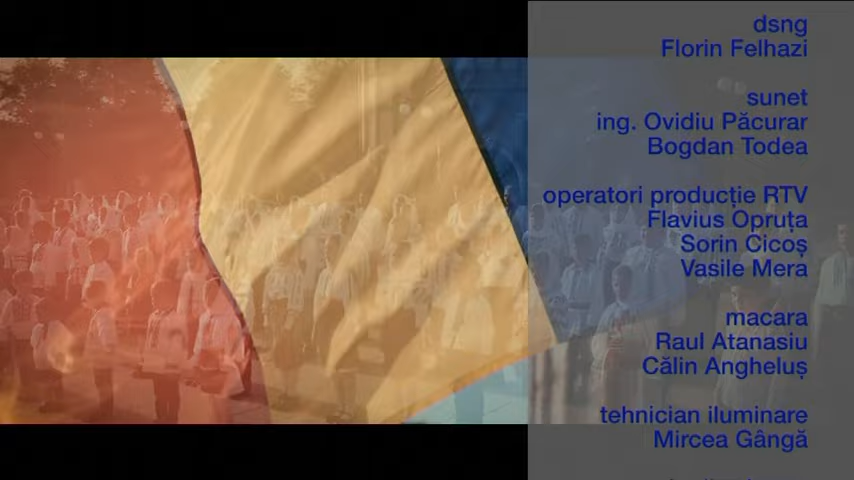 dsng
Florin Felhazi
sunet
ing. Ovidiu Păcurar
Bogdan Todea
operatori producție RTV
Flavius Opruța
Sorin Cicoș
Vasile Mera
macara
Raul Atanasiu
Călin Angheluș
tehnician iluminare
Mircea Gângă